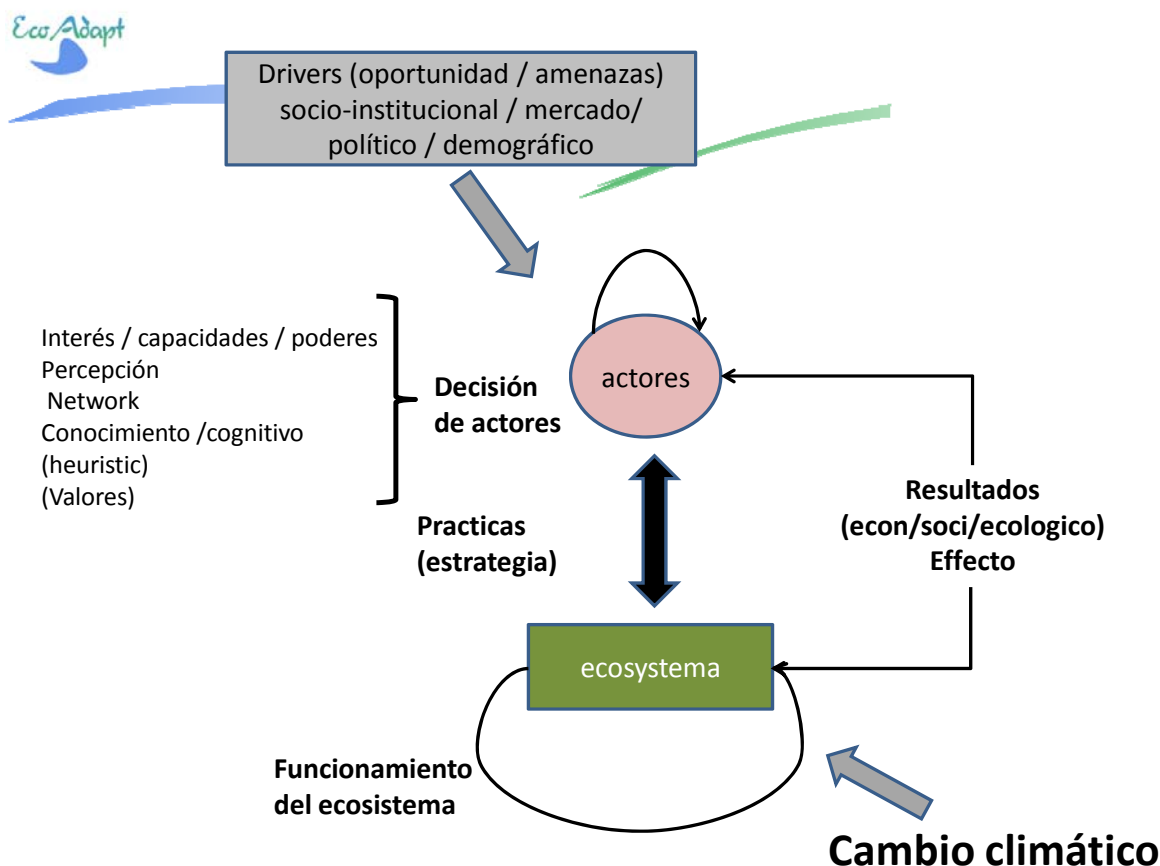 EcoAdapt
Drivers (oportunidad / amenazas)
socio-institucional / mercado/
político / demográfico
actores
Interés / capacidades / poderes
Percepción
Network
Conocimiento /cognitivo
(heuristic)
(Valores)
Decisión
de actores
Practicas
(estrategia)
Resultados
(econ/soci/ecologico)
Effecto
ecosystema
Funcionamiento
del ecosistema
Cambio climático